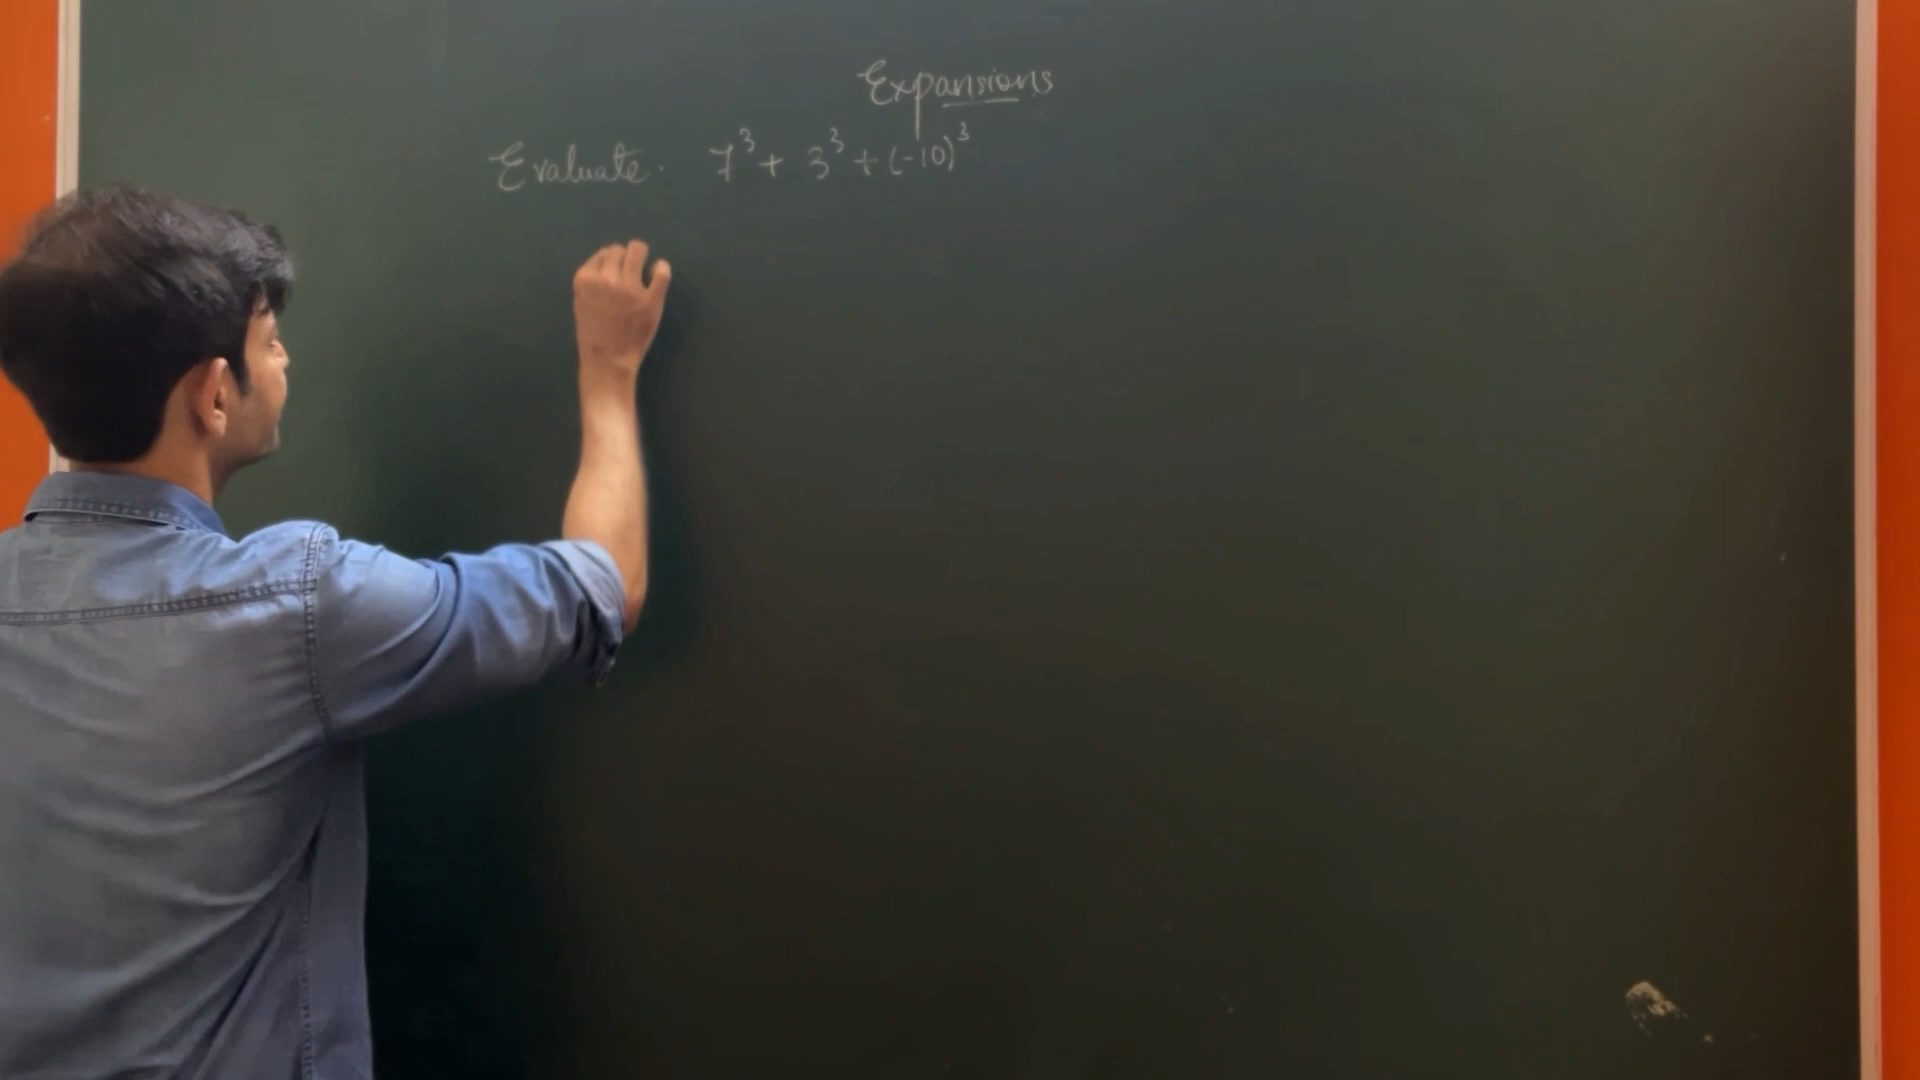 Expansions
Evaluate. 7³ + 3³ + (-10)³